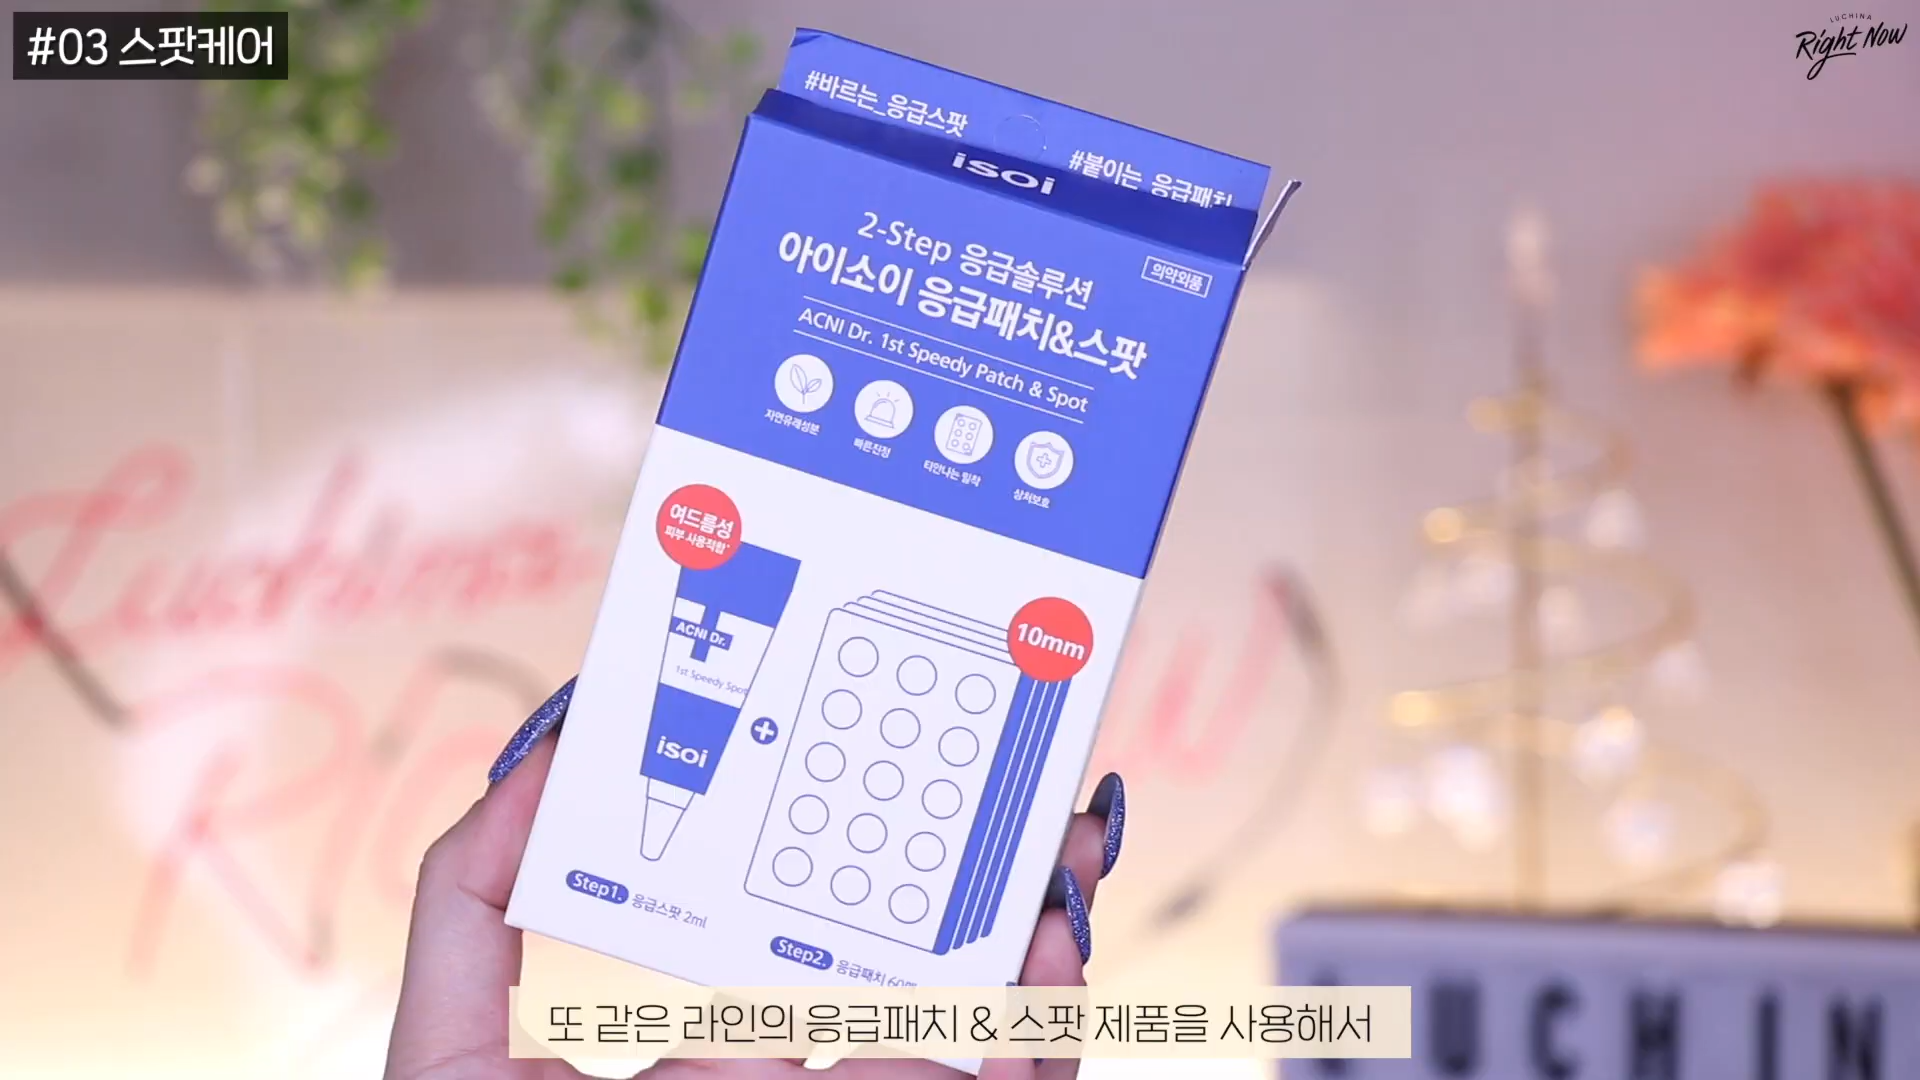 #03 스팟케어
LUCHINA
Right Now
#바르는_응급스팟
#붙이는_응급패치
isoi
2-Step 응급솔루션
아이소이 응급패치&스팟
의약외품
ACNI Dr. 1st Speedy Patch & Spot
자연유래성분
빠른진정
티안나는 밀착
상처보호
여드름성
피부 사용적합*
10mm
ACNI Dr.
1st Speedy Spot
isoi
Step1. 응급스팟 2ml
Step2. 응급패치 60매
또 같은 라인의 응급패치 & 스팟 제품을 사용해서
Luchina
LUCHIN